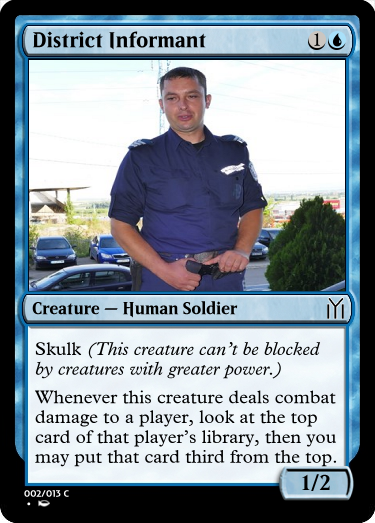 District Informant 1
Creature — Human Soldier
Skulk (This creature can't be blocked
by creatures with greater power.)
Whenever this creature deals combat
damage to a player, look at the top
card of that player's library, then you
may put that card third from the top.
1/2
002/013 C